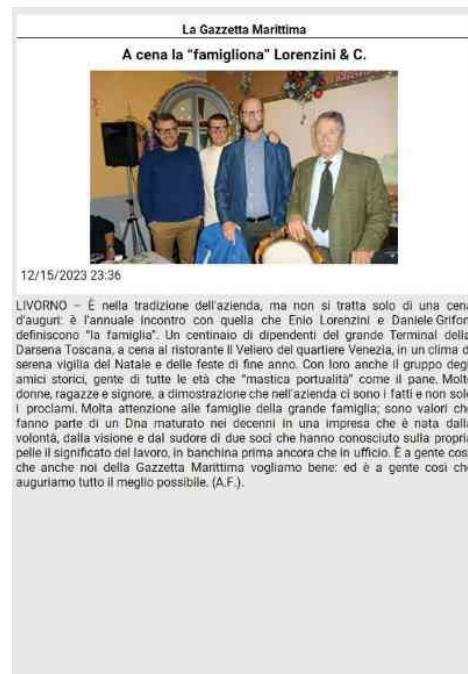 La Gazzetta Marittima
A cena la "famigliona" Lorenzini & C.
12/15/2023 23:36
LIVORNO – È nella tradizione dell'azienda, ma non si tratta solo di una cena
d'auguri: è l'annuale incontro con quella che Enio Lorenzini e Daniele Grifoni
definiscono "la famiglia". Un centinaio di dipendenti del grande Terminal della
Darsena Toscana, a cena al ristorante Il Veliero del quartiere Venezia, in un clima di
serena vigilia del Natale e delle feste di fine anno. Con loro anche il gruppo degli
amici storici, gente di tutte le età che "mastica portualità" come il pane. Molte
donne, ragazze e signore, a dimostrazione che nell'azienda ci sono i fatti e non solo
i proclami. Molta attenzione alle famiglie della grande famiglia; sono valori che
fanno parte di un Dna maturato nei decenni in una impresa che è nata dalla
volontà, dalla visione e dal sudore di due soci che hanno conosciuto sulla propria
pelle il significato del lavoro, in banchina prima ancora che in ufficio. È a gente così
che anche noi della Gazzetta Marittima vogliamo bene: ed è a gente così che
auguriamo tutto il meglio possibile. (A.F.).